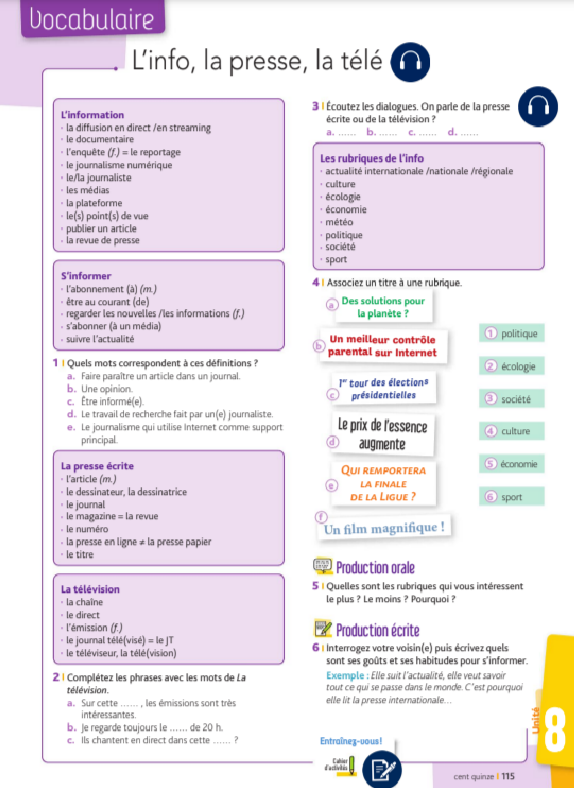 Vocabulaire
L'info, la presse, la télé
L'information
· la diffusion en direct /en streaming
· le documentaire
· l'enquête (f.) = le reportage
· le journalisme numérique
· le/la journaliste
· les médias
· la plateforme
· le(s) point(s) de vue
· publier un article
· la revue de presse
S'informer
· l'abonnement (à) (m.)
· être au courant (de)
· regarder les nouvelles /les informations (f.)
· s'abonner (à un média)
· suivre l'actualité
1 I Quels mots correspondent à ces définitions ?
a. Faire paraître un article dans un journal.
b. Une opinion.
c. Être informé(e).
d. Le travail de recherche fait par un(e) journaliste.
e. Le journalisme qui utilise Internet comme support
principal.
La presse écrite
· l'article (m.)
· le dessinateur, la dessinatrice
· le journal
· le magazine = la revue
· le numéro
· la presse en ligne ≠ la presse papier
· le titre
La télévision
· la chaîne
· le direct
· l'émission (f.)
· le journal télé(visé) = le JT
· le téléviseur, la télé(vision)
2 I Complétez les phrases avec les mots de La
télévision.
a. Sur cette ...... , les émissions sont très
intéressantes.
b. Je regarde toujours le ...... de 20 h.
c. Ils chantent en direct dans cette ...... ?
3 I Écoutez les dialogues. On parle de la presse
écrite ou de la télévision ?
a. ...... b. ...... c. ...... d. ......
Les rubriques de l'info
· actualité internationale /nationale /régionale
· culture
· écologie
· économie
· météo
· politique
· société
· sport
4 I Associez un titre à une rubrique.
a Des solutions pour
la planète ?
b Un meilleur contrôle
parental sur Internet
c 1er tour des élections
présidentielles
d Le prix de l'essence
augmente
e QUI REMPORTERA
LA FINALE
DE LA LIGUE ?
f Un film magnifique !
1 politique
2 écologie
3 société
4 culture
5 économie
6 sport
Production orale
5 I Quelles sont les rubriques qui vous intéressent
le plus ? Le moins ? Pourquoi ?
Production écrite
6 I Interrogez votre voisin(e) puis écrivez quels
sont ses goûts et ses habitudes pour s'informer.
Exemple : Elle suit l'actualité, elle veut savoir
tout ce qui se passe dans le monde. C'est pourquoi
elle lit la presse internationale...
Entraînez-vous!
Cahier
d'activités
Unité
8
cent quinze I 115